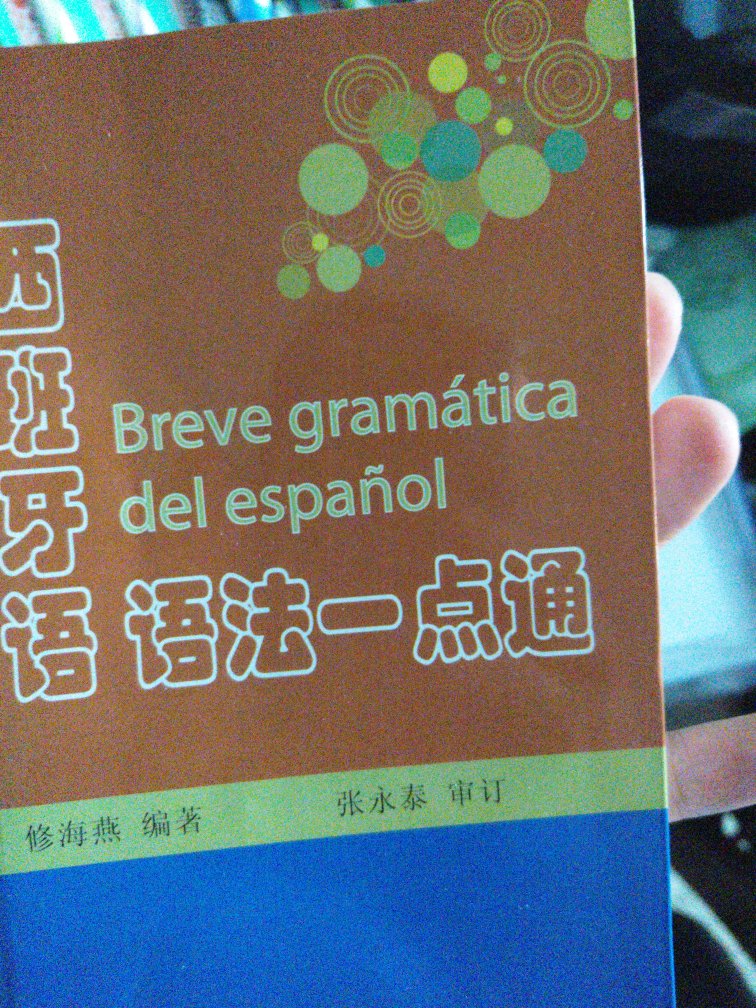 西班牙语
Breve gramática
del español
语法一点通
修海燕 编著 张永泰 审订